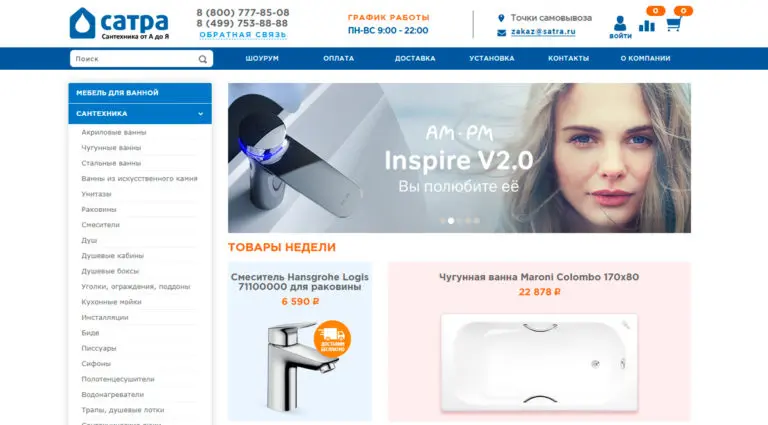 сатра
Сантехника от А до Я
8 (800) 777-85-08
8 (499) 753-88-88
ОБРАТНАЯ СВЯЗЬ
ГРАФИК РАБОТЫ
ПН-ВС 9:00 - 22:00
Точки самовывоза
zakaz@satra.ru
ВОЙТИ
0
0
Поиск
ШОУРУМ
ОПЛАТА
ДОСТАВКА
УСТАНОВКА
КОНТАКТЫ
О КОМПАНИИ
МЕБЕЛЬ ДЛЯ ВАННОЙ
САНТЕХНИКА
Акриловые ванны
Чугунные ванны
Стальные ванны
Ванны из искусственного камня
Унитазы
Раковины
Смесители
Душ
Душевые кабины
Душевые боксы
Уголки, ограждения, поддоны
Кухонные мойки
Инсталляции
Биде
Писсуары
Сифоны
Полотенцесушители
Водонагреватели
Трапы, душевые лотки
AM·PM
Inspire V2.0
Вы полюбите её
ТОВАРЫ НЕДЕЛИ
Смеситель Hansgrohe Logis
71100000 для раковины
6 590 ₽
ДОСТАВИМ
БЕСПЛАТНО
Чугунная ванна Maroni Colombo 170x80
22 878 ₽